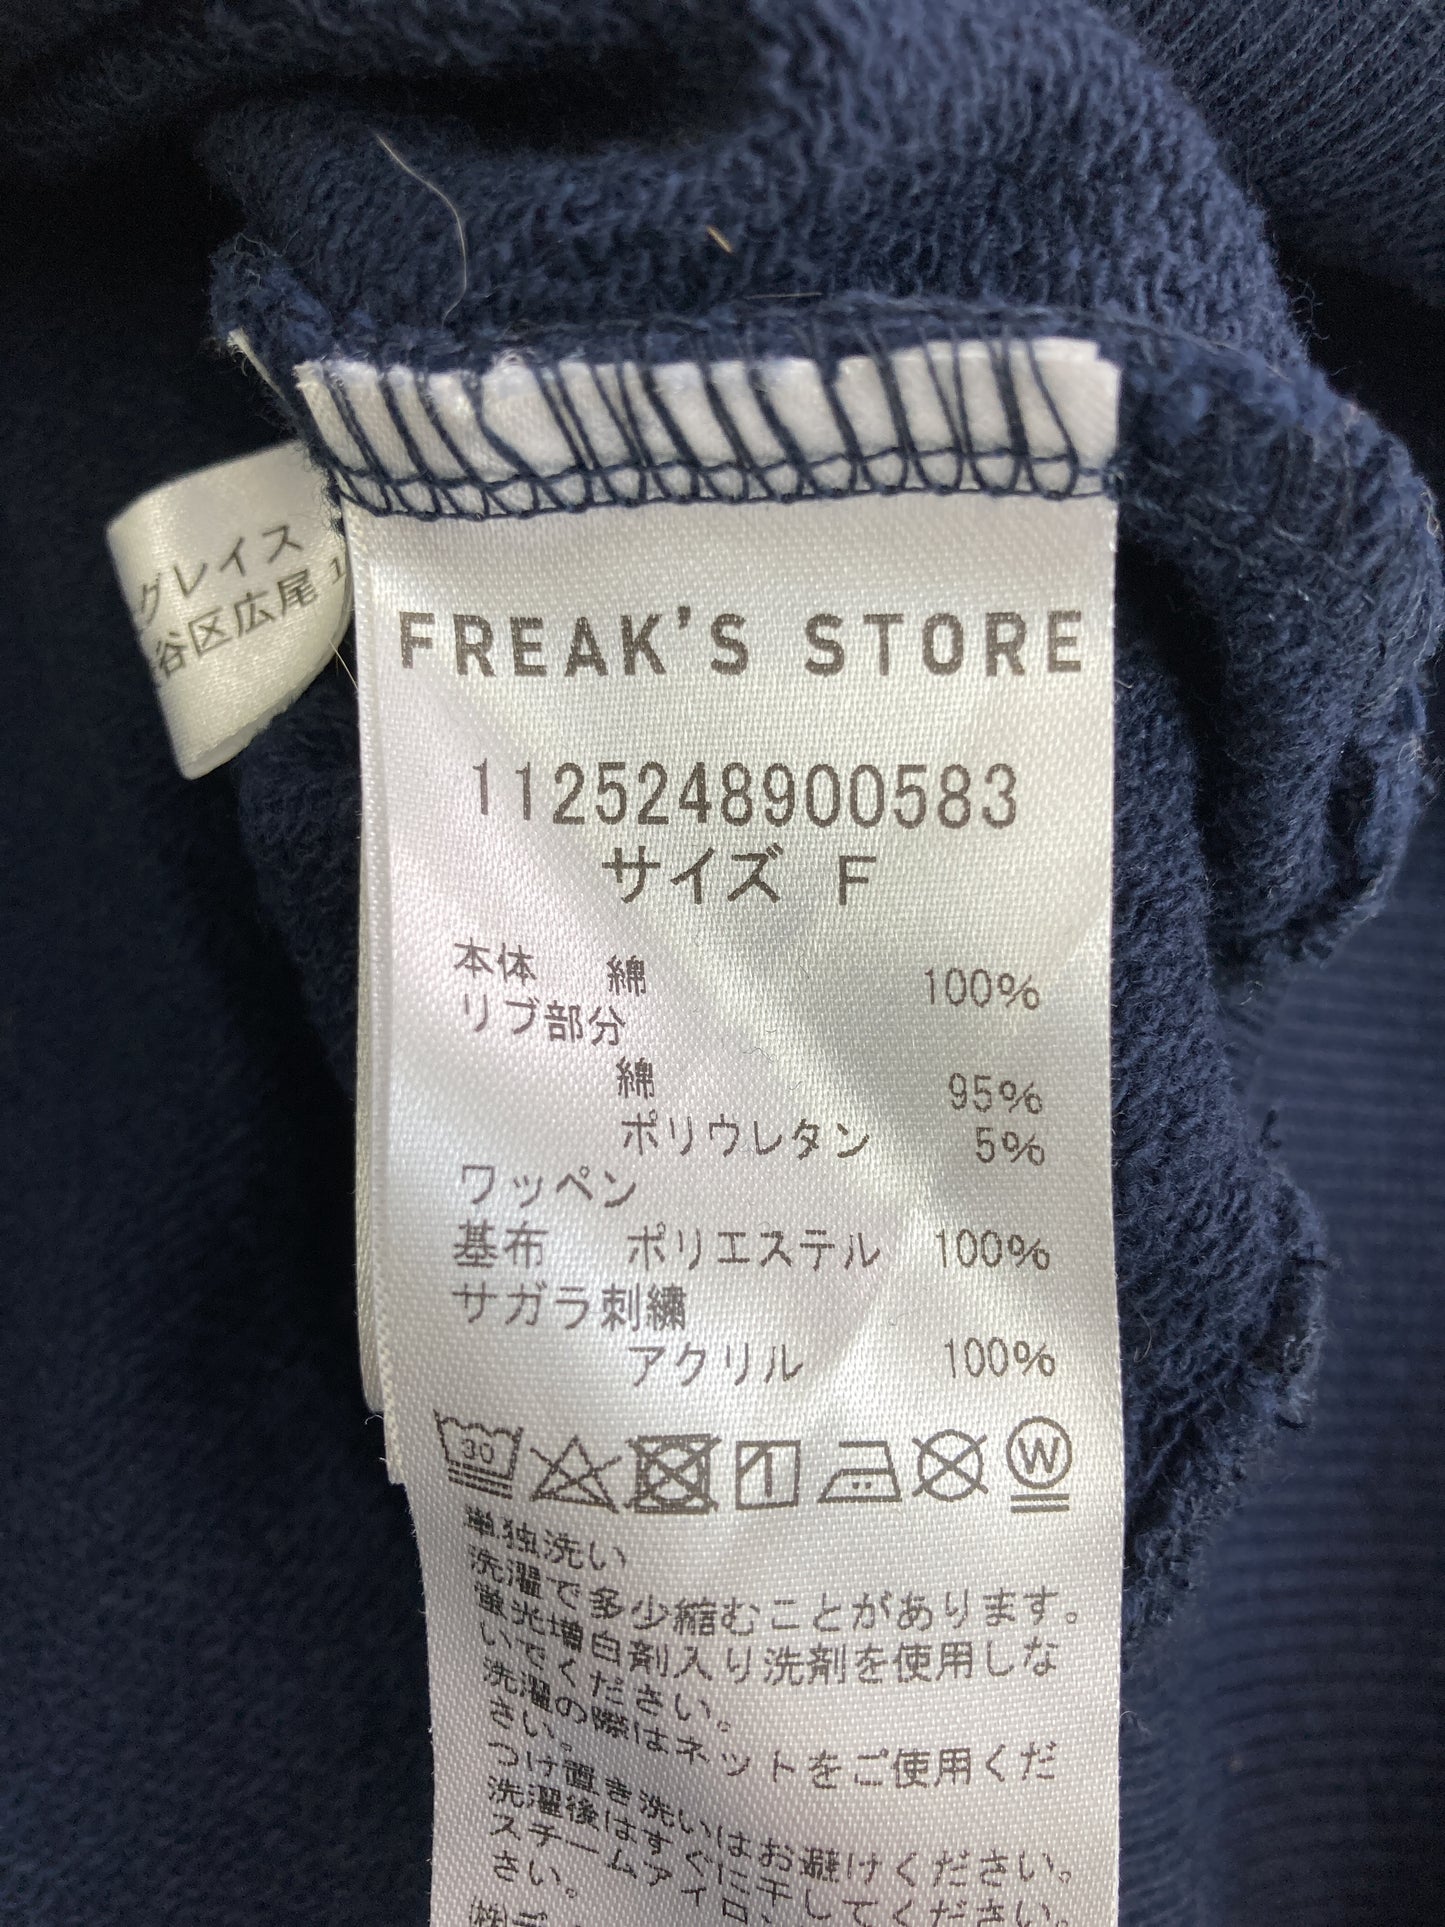 グレイス
谷区広尾 1
FREAK'S STORE
1125248900583
サイズ F
本体 綿 100%
リブ部分
綿 95%
ポリウレタン 5%
ワッペン
基布 ポリエステル 100%
サガラ刺繍
アクリル 100%
30
W
単独洗い
洗濯で多少縮むことがあります。
蛍光増白剤入り洗剤を使用しな
いでください。
洗濯の際はネットをご使用くだ
さい。
つけ置き洗いはお避けください。
洗濯後はすぐに干してください。
スチームアイロ
さい。
㈱デ